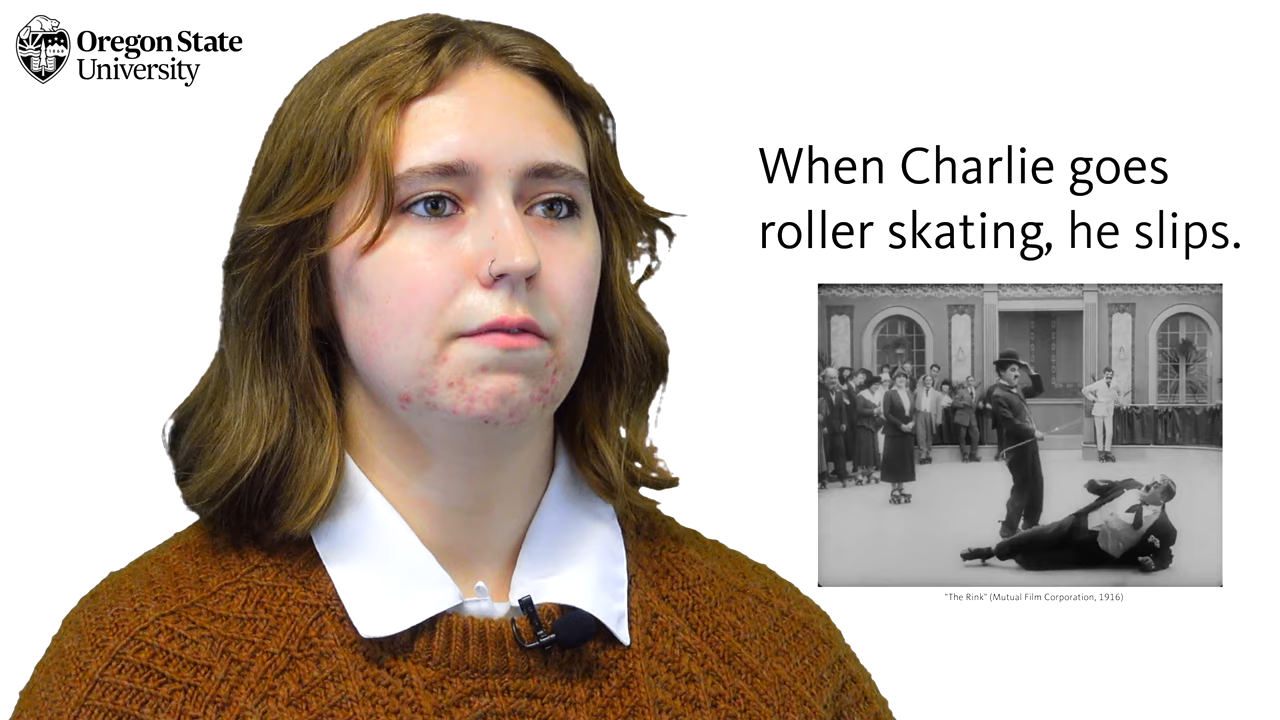 Oregon State
University
When Charlie goes
roller skating, he slips.
"The Rink" (Mutual Film Corporation, 1916)